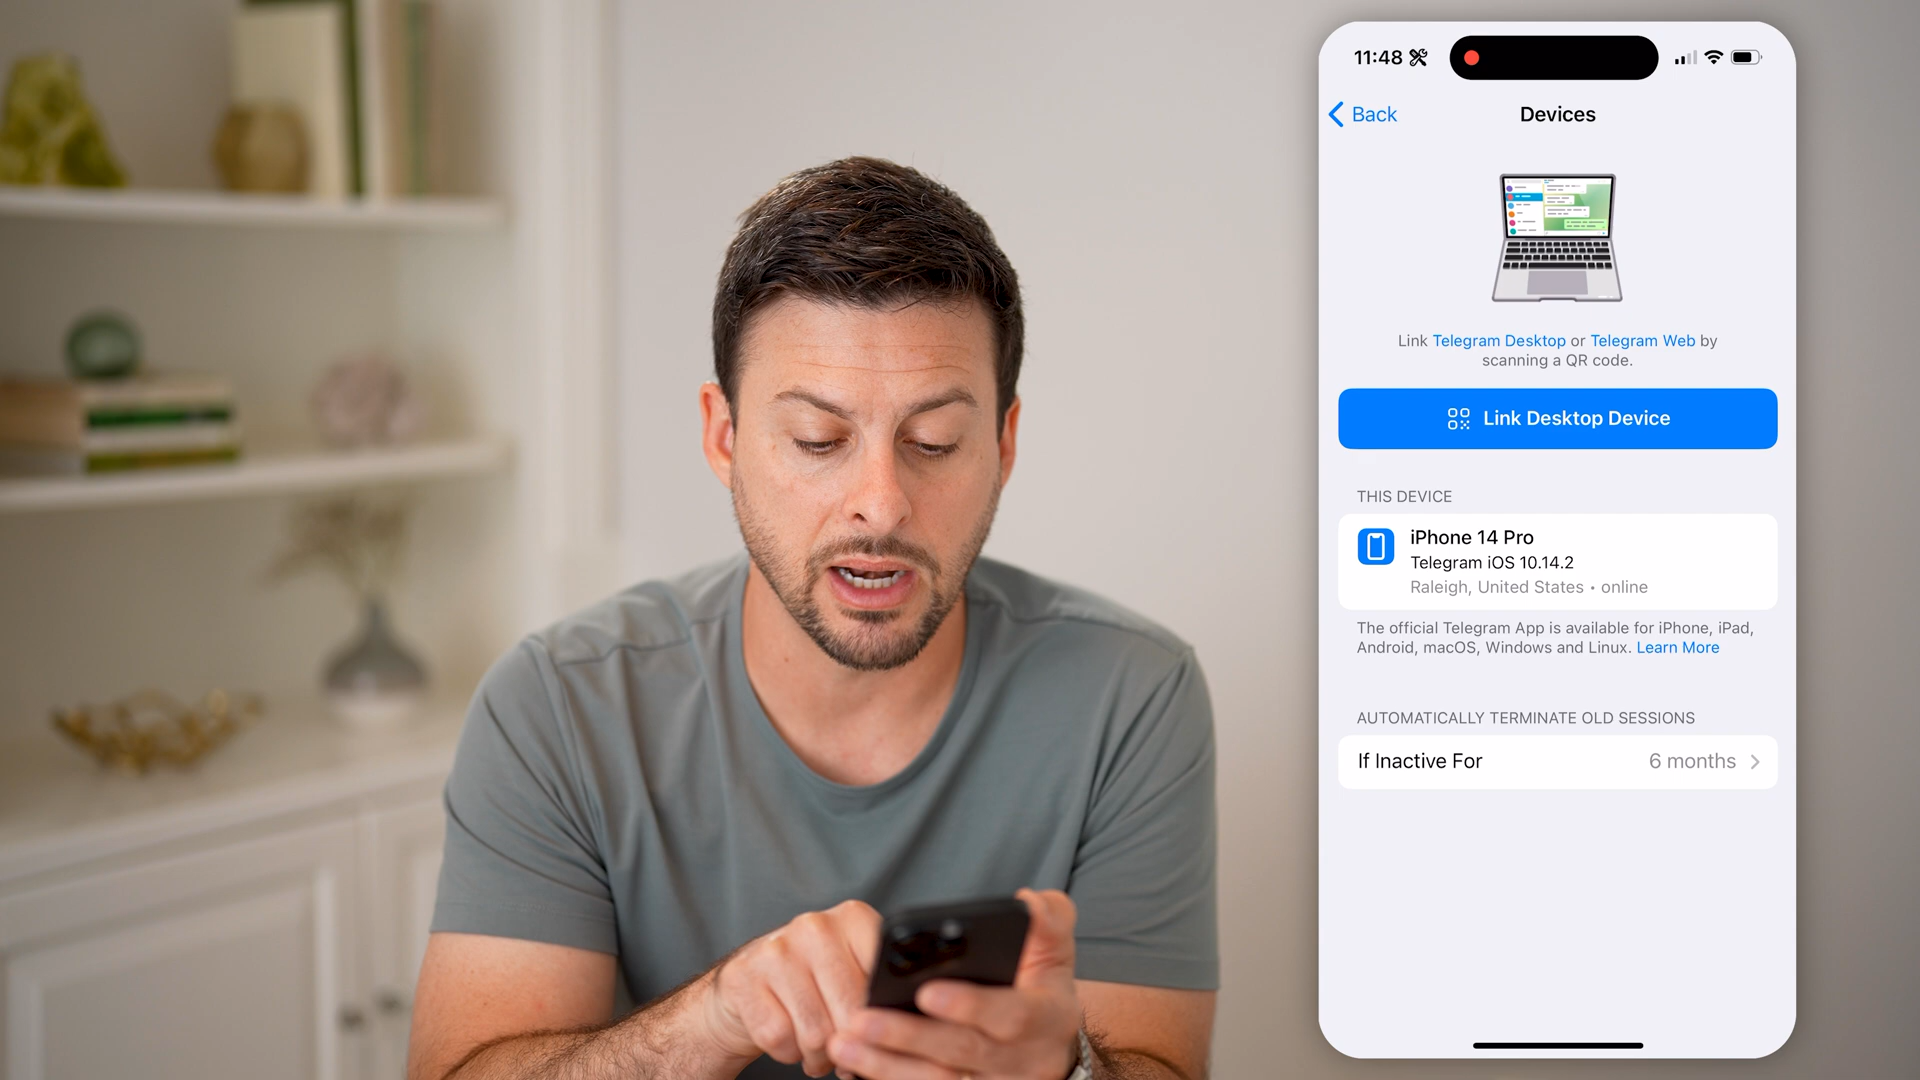 11:48
Back
Devices
Link Telegram Desktop or Telegram Web by
scanning a QR code.
Link Desktop Device
THIS DEVICE
iPhone 14 Pro
Telegram iOS 10.14.2
Raleigh, United States • online
The official Telegram App is available for iPhone, iPad,
Android, macOS, Windows and Linux. Learn More
AUTOMATICALLY TERMINATE OLD SESSIONS
If Inactive For 6 months